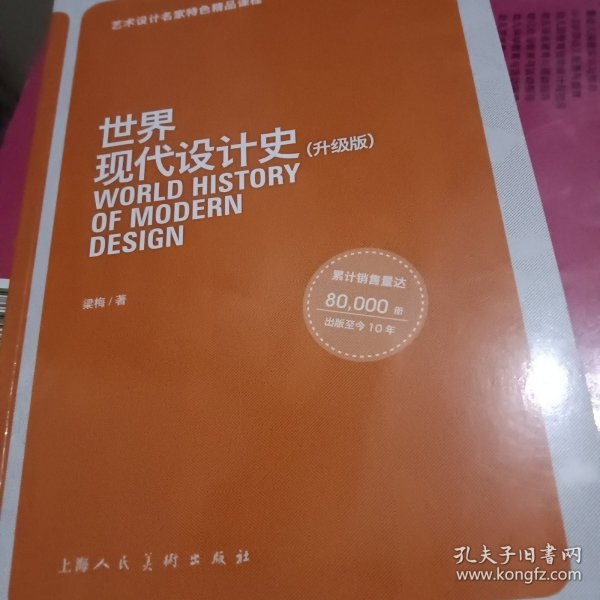 艺术设计名家特色精品课程
世界
现代设计史(升级版)
WORLD HISTORY
OF MODERN
DESIGN
梁梅/著
累计销售量达
80,000 册
出版至今10年
上海人民美術出版社
孔夫子旧书网
www.kongfz.com